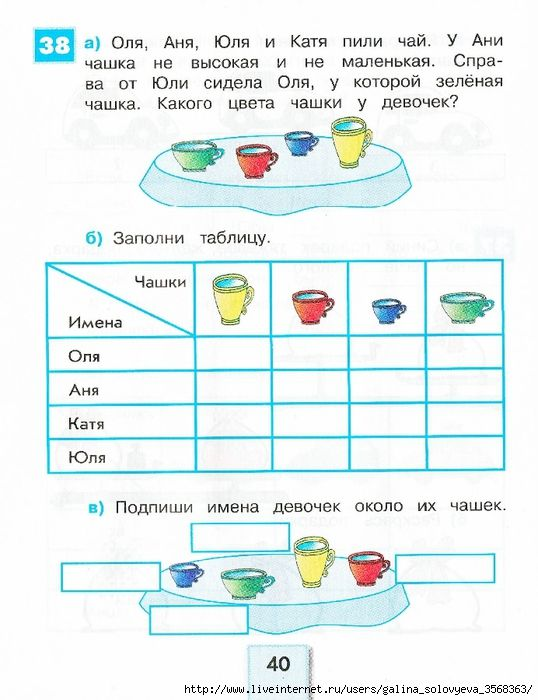 38 а) Оля, Аня, Юля и Катя пили чай. У Ани
чашка не высокая и не маленькая. Спра-
ва от Юли сидела Оля, у которой зелёная
чашка. Какого цвета чашки у девочек?
б) Заполни таблицу.
Чашки
Имена
Оля
Аня
Катя
Юля
в) Подпиши имена девочек около их чашек.
40
http://www.liveinternet.ru/users/galina_solovyeva_3568363/